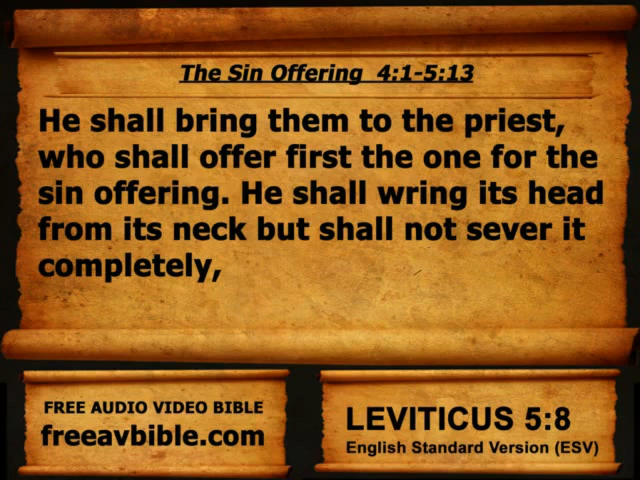 The Sin Offering  4:1-5:13
He shall bring them to the priest,
who shall offer first the one for the
sin offering. He shall wring its head
from its neck but shall not sever it
completely,
FREE AUDIO VIDEO BIBLE
freeavbible.com
LEVITICUS 5:8
English Standard Version (ESV)